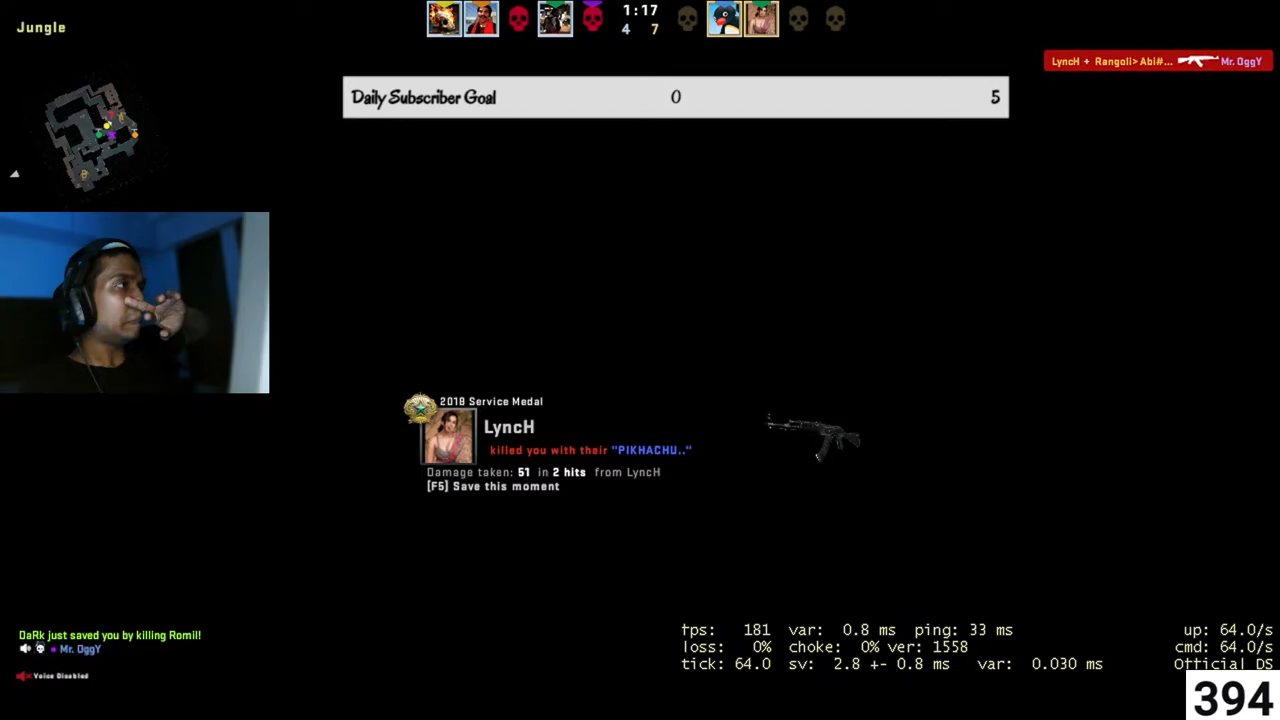 Jungle
1:17
4 7
LyncH + Rangoli> Abi#... Mr. OggY
Daily Subscriber Goal 0 5
2018 Service Medal
LyncH
killed you with their "PIKHACHU.."
Damage taken: 51 in 2 hits from LyncH
[F5] Save this moment
DaRk just saved you by killing Romil!
Mr. OggY
Voice Disabled
fps: 181 var: 0.8 ms ping: 33 ms up: 64.0/s
loss: 0% choke: 0% ver: 1558 cmd: 64.0/s
tick: 64.0 sv: 2.8 +- 0.8 ms var: 0.030 ms Official DS
394